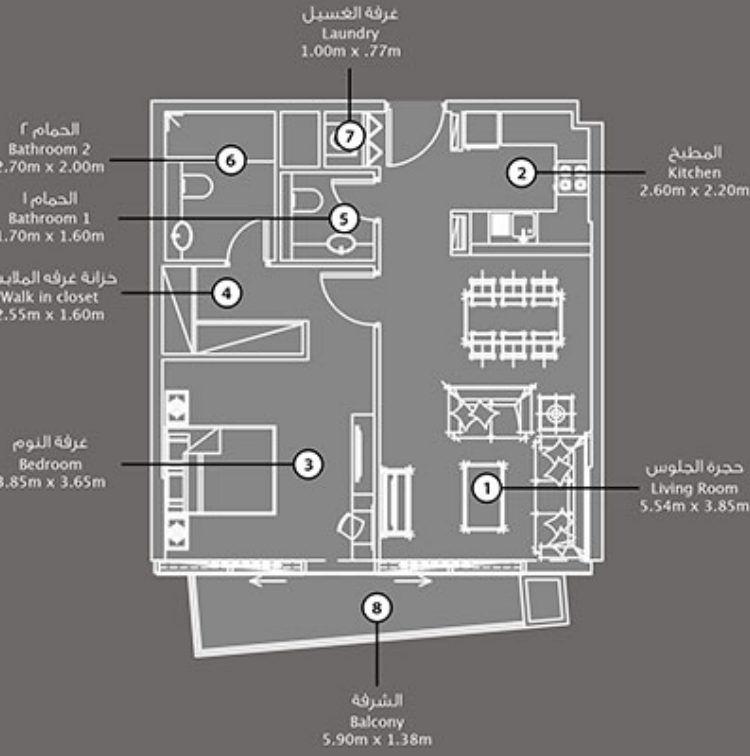 غرفة الغسيل
Laundry
1.00m x .77m
الحمام ٢
Bathroom 2
2.70m x 2.00m
الحمام ١
Bathroom 1
1.70m x 1.60m
خزانة غرفه الملابس
Walk in closet
2.55m x 1.60m
غرفة النوم
Bedroom
3.85m x 3.65m
المطبخ
Kitchen
2.60m x 2.20m
حجرة الجلوس
Living Room
5.54m x 3.85m
الشرفة
Balcony
5.90m x 1.38m
7
6
2
5
4
3
1
8